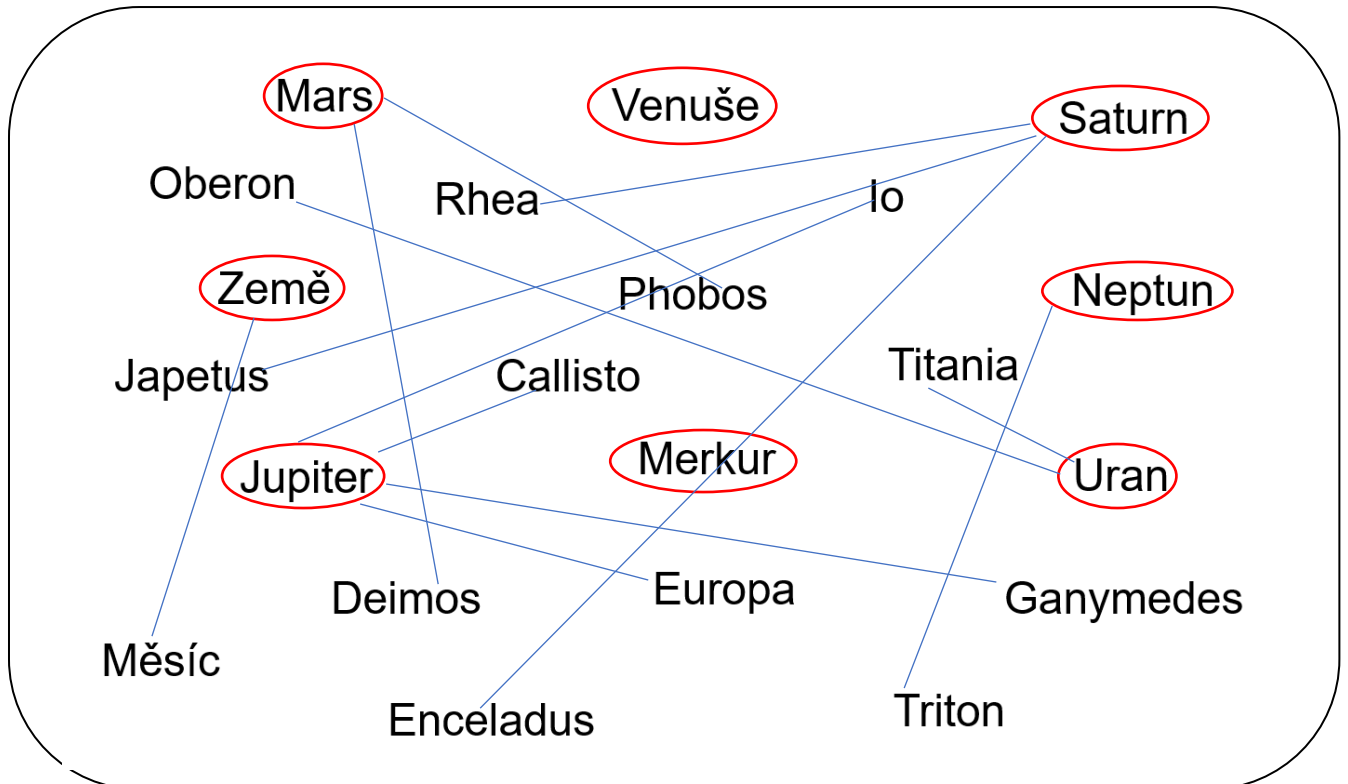 Mars
Venuše
Saturn
Oberon
Rhea
Io
Země
Phobos
Neptun
Japetus
Callisto
Titania
Jupiter
Merkur
Uran
Deimos
Europa
Ganymedes
Měsíc
Enceladus
Triton